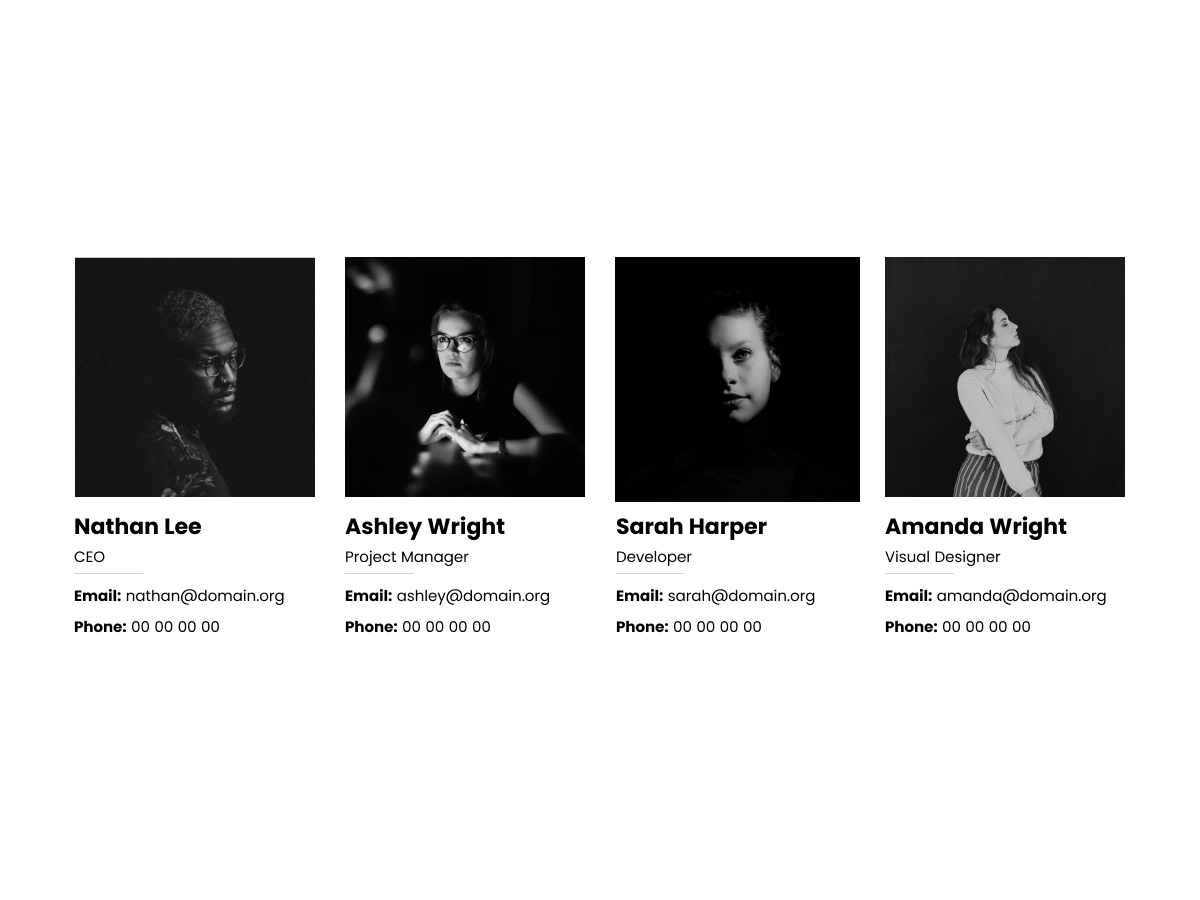 Nathan Lee
CEO
Email: nathan@domain.org
Phone: 00 00 00 00
Ashley Wright
Project Manager
Email: ashley@domain.org
Phone: 00 00 00 00
Sarah Harper
Developer
Email: sarah@domain.org
Phone: 00 00 00 00
Amanda Wright
Visual Designer
Email: amanda@domain.org
Phone: 00 00 00 00